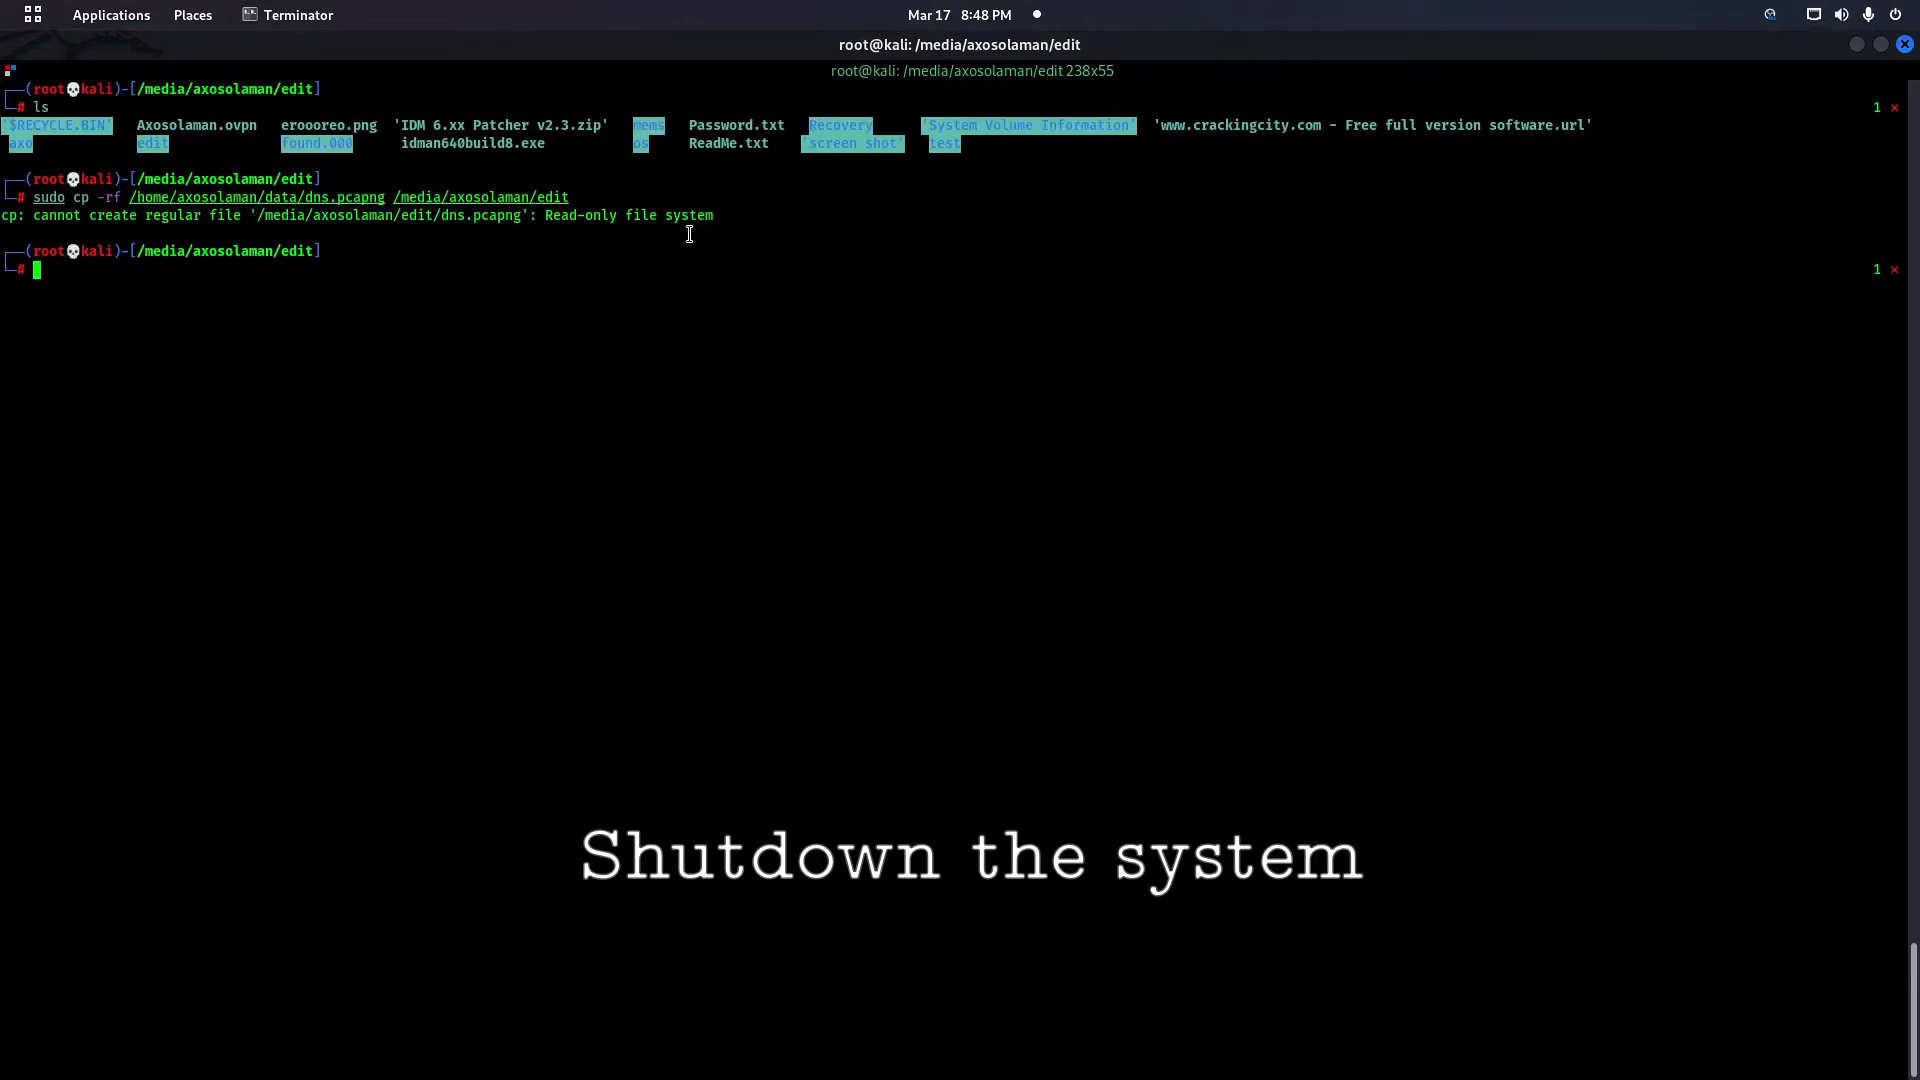 Applications Places Terminator Mar 17 8:48 PM
root@kali: /media/axosolaman/edit
root@kali: /media/axosolaman/edit 238x55
┌──(root💀kali)-[/media/axosolaman/edit]
└─# ls 1 ⨯
'$RECYCLE.BIN' Axosolaman.ovpn eroooreo.png 'IDM 6.xx Patcher v2.3.zip' mems Password.txt Recovery 'System Volume Information' 'www.crackingcity.com - Free full version software.url'
axo edit found.000 idman640build8.exe os ReadMe.txt 'screen shot' test
┌──(root💀kali)-[/media/axosolaman/edit]
└─# sudo cp -rf /home/axosolaman/data/dns.pcapng /media/axosolaman/edit
cp: cannot create regular file '/media/axosolaman/edit/dns.pcapng': Read-only file system
┌──(root💀kali)-[/media/axosolaman/edit]
└─# 1 ⨯
Shutdown the system